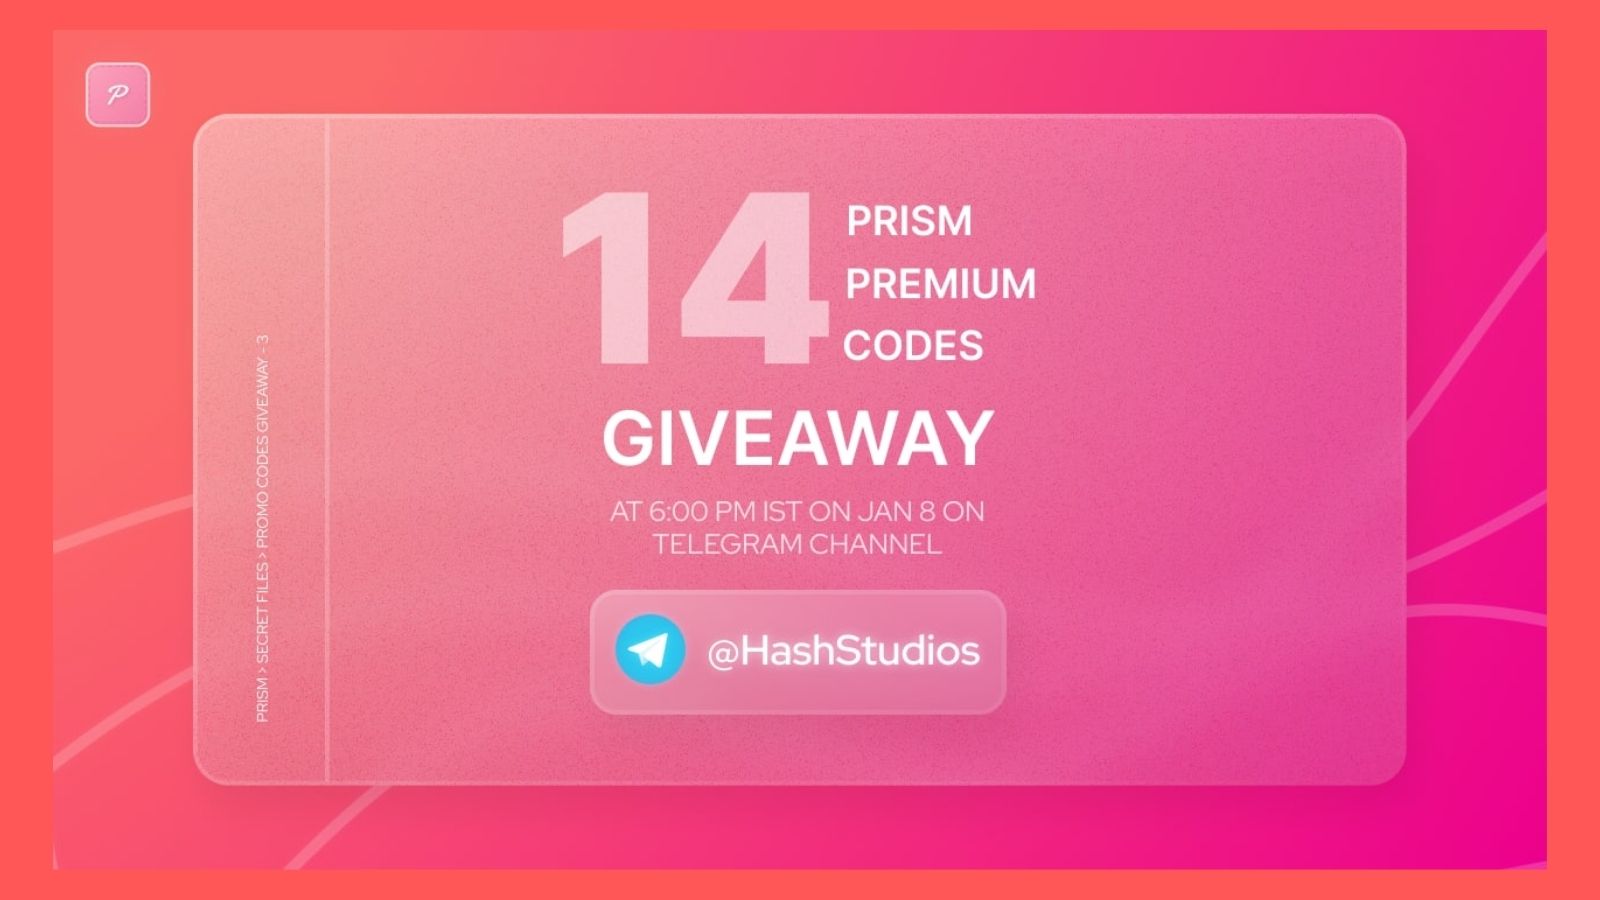 P
14
PRISM
PREMIUM
CODES
GIVEAWAY
AT 6:00 PM IST ON JAN 8 ON
TELEGRAM CHANNEL
@HashStudios
PRISM > SECRET FILES > PROMO CODES GIVEAWAY - 3